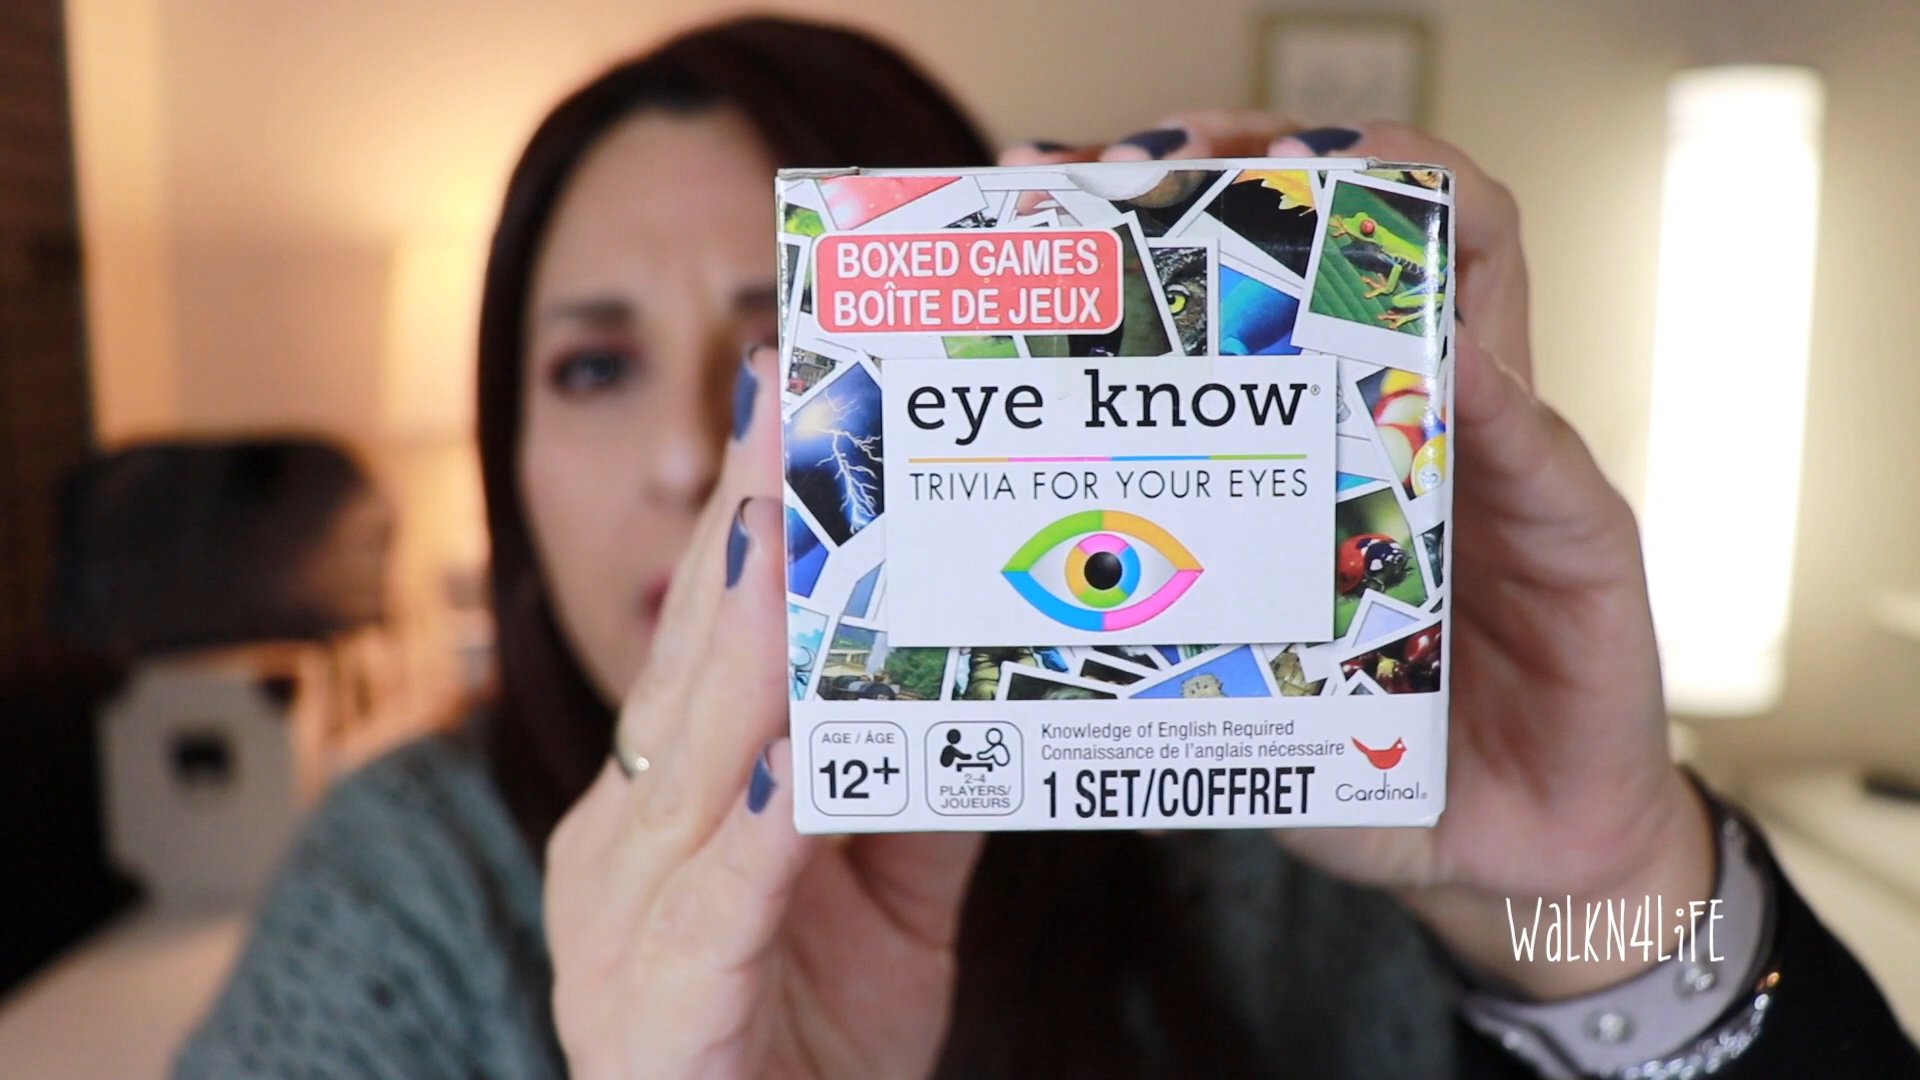 BOXED GAMES
BOÎTE DE JEUX
eye know®
TRIVIA FOR YOUR EYES
AGE / ÂGE
12+
2-4
PLAYERS/
JOUEURS
Knowledge of English Required
Connaissance de l'anglais nécessaire
1 SET/COFFRET
Cardinal®
WaLKN4LiFE